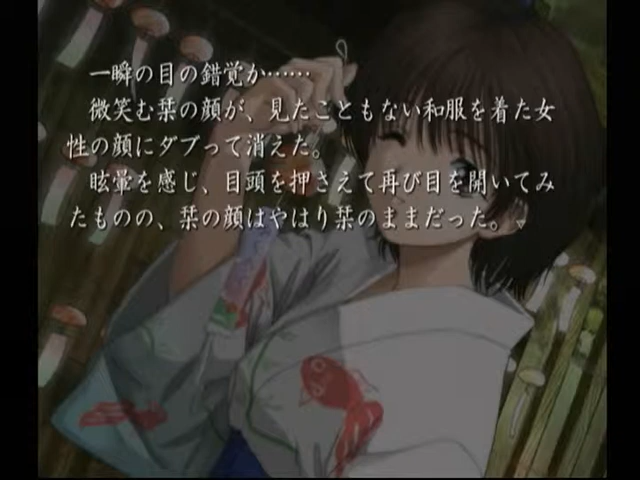 一瞬の目の錯覚か……
　微笑む栞の顔が、見たこともない和服を着た女
性の顔にダブって消えた。
　眩暈を感じ、目頭を押さえて再び目を開いてみ
たものの、栞の顔はやはり栞のままだった。